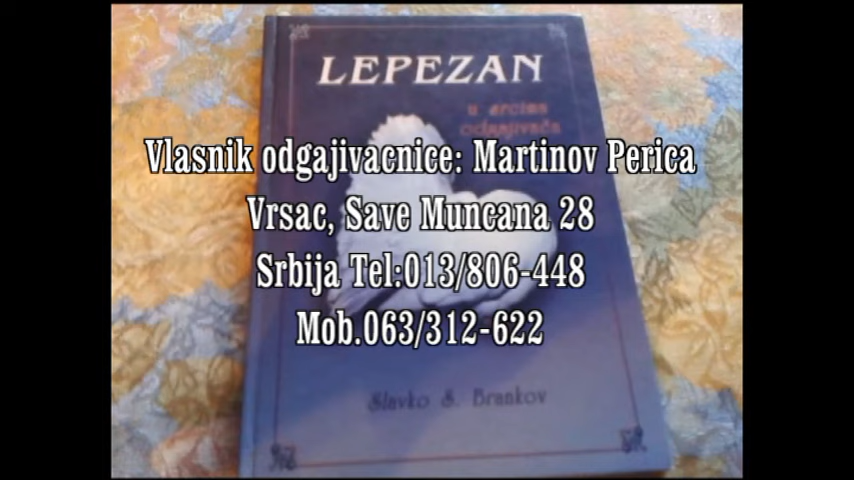 LEPEZAN
u srcima
odgajivača
Vlasnik odgajivacnice: Martinov Perica
Vrsac, Save Muncana 28
Srbija Tel:013/806-448
Mob.063/312-622
Slavko S. Brankov